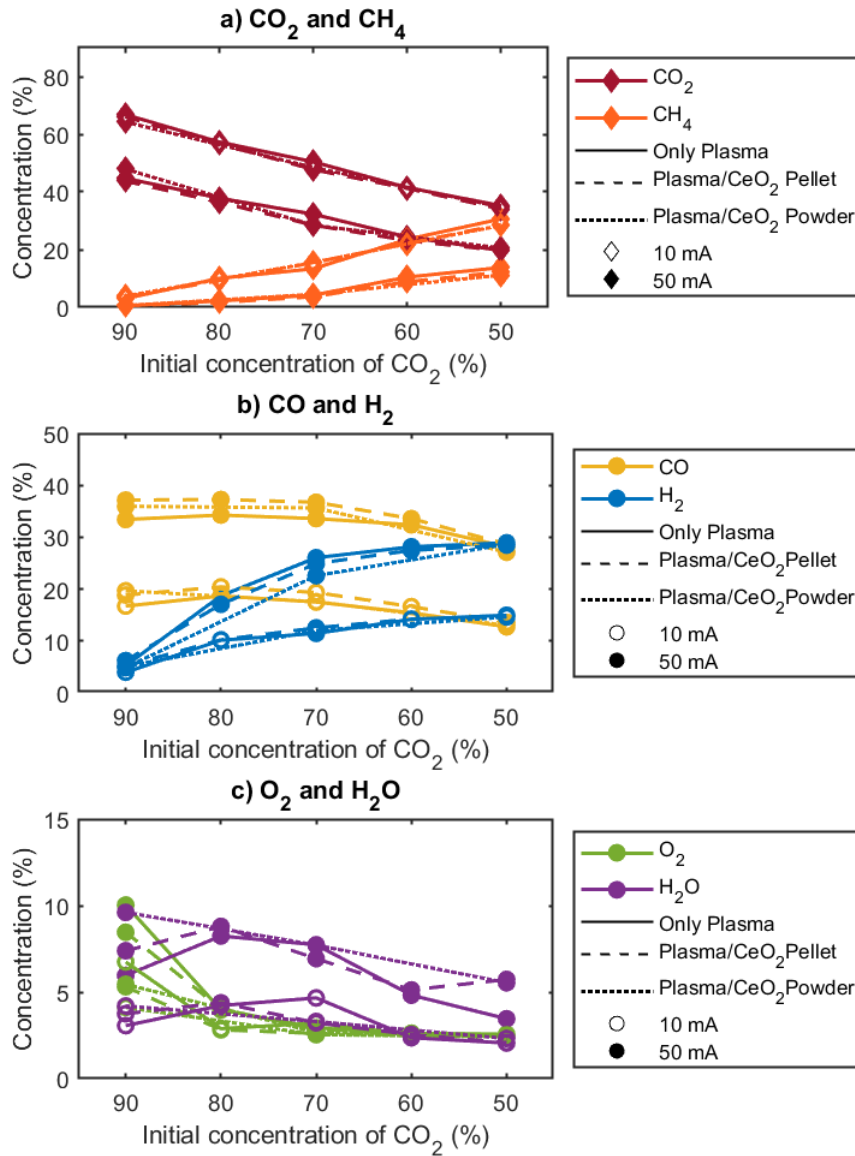 a) CO2 and CH4
Concentration (%)
80
60
40
20
0
90 80 70 60 50
Initial concentration of CO2 (%)
CO2
CH4
Only Plasma
Plasma/CeO2 Pellet
Plasma/CeO2 Powder
10 mA
50 mA
b) CO and H2
Concentration (%)
50
40
30
20
10
0
90 80 70 60 50
Initial concentration of CO2 (%)
CO
H2
Only Plasma
Plasma/CeO2Pellet
Plasma/CeO2Powder
10 mA
50 mA
c) O2 and H2O
Concentration (%)
15
10
5
0
90 80 70 60 50
Initial concentration of CO2 (%)
O2
H2O
Only Plasma
Plasma/CeO2Pellet
Plasma/CeO2Powder
10 mA
50 mA